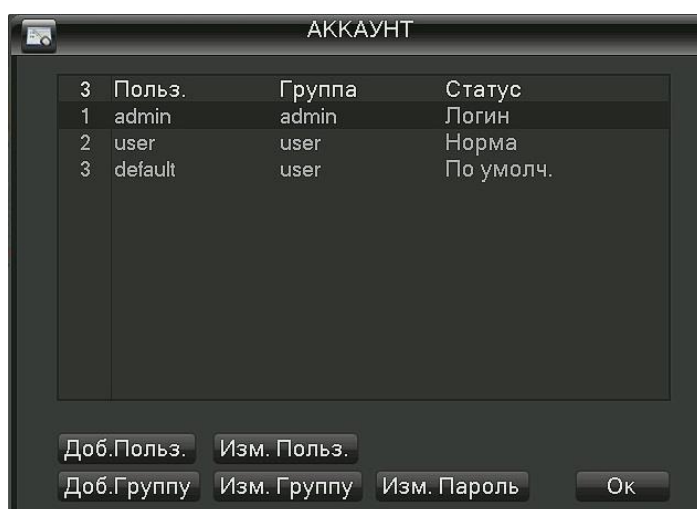 АККАУНТ
3 Польз. Группа Статус
1 admin admin Логин
2 user user Норма
3 default user По умолч.
Доб.Польз. Изм. Польз.
Доб.Группу Изм. Группу Изм. Пароль Ок